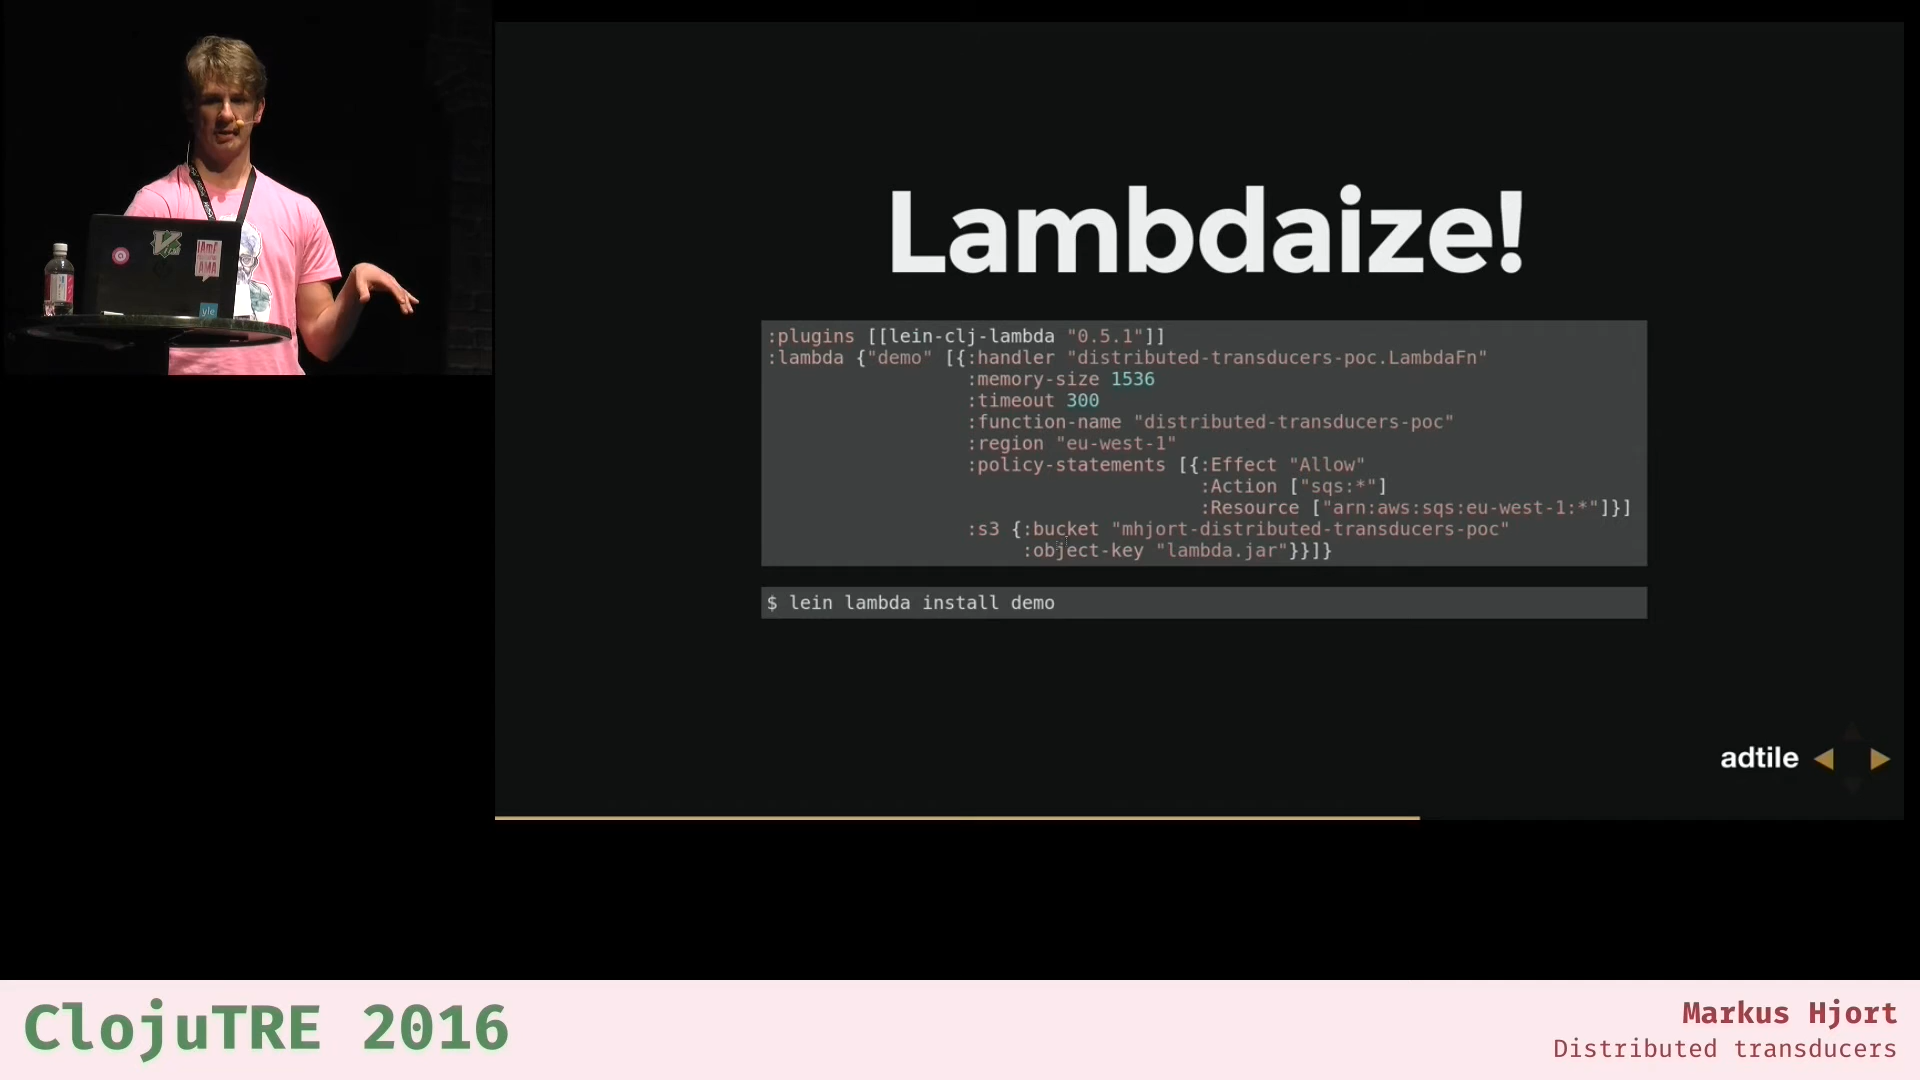 Lambdaize!
:plugins [[lein-clj-lambda "0.5.1"]]
:lambda {"demo" [{:handler "distributed-transducers-poc.LambdaFn"
:memory-size 1536
:timeout 300
:function-name "distributed-transducers-poc"
:region "eu-west-1"
:policy-statements [{:Effect "Allow"
:Action ["sqs:*"]
:Resource ["arn:aws:sqs:eu-west-1:*"]}]
:s3 {:bucket "mhjort-distributed-transducers-poc"
:object-key "lambda.jar"}}]}
$ lein lambda install demo
adtile
yle
ClojuTRE 2016
Markus Hjort
Distributed transducers